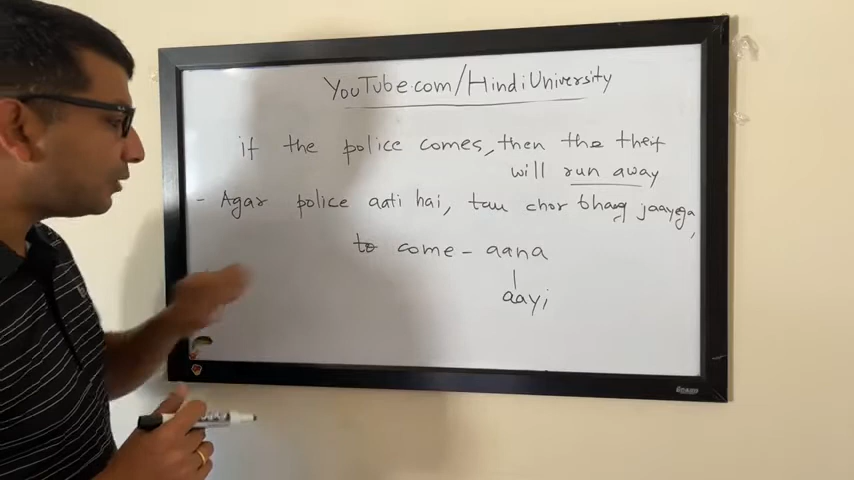 YouTube.com/HindiUniversity
if the police comes, then the theif
will run away
- Agar police aati hai, tau chor bhaag jaayega,
to come - aana
aayi